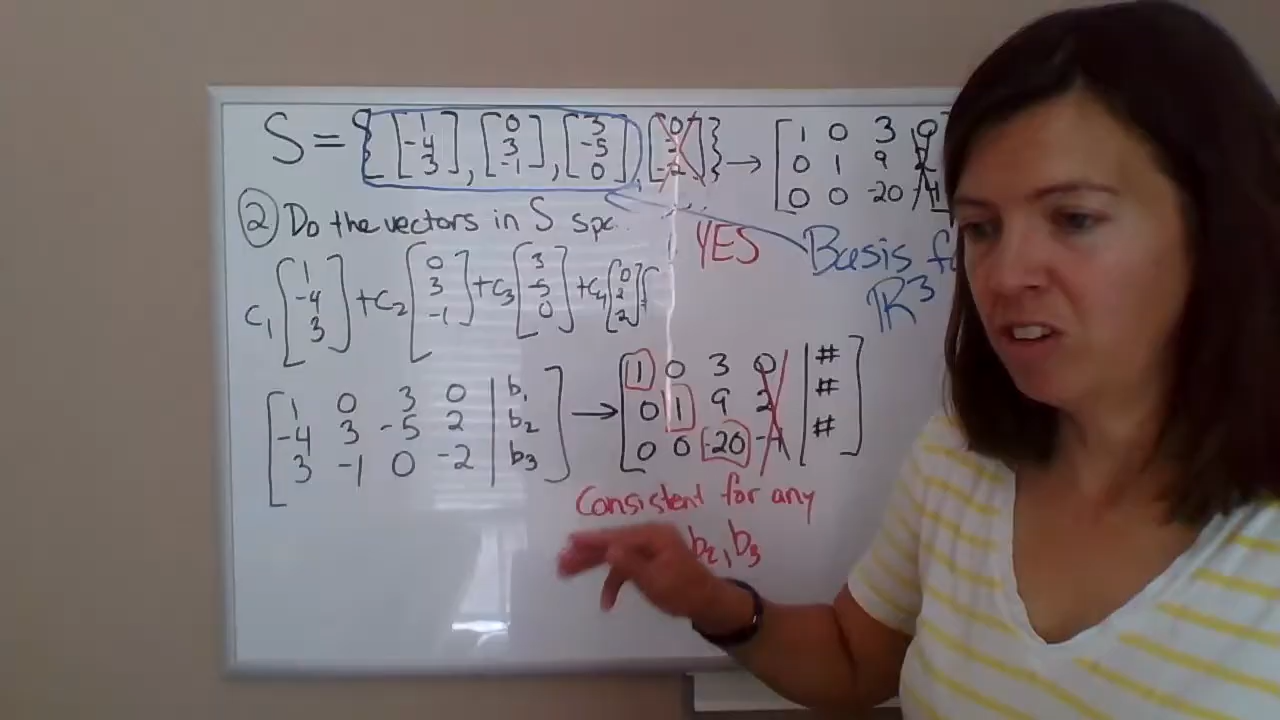 S = { [1 -4 3], [0 3 -1], [3 -5 0], [0 2 -2] } → [1 0 3 0
0 1 9 2
0 0 -20
② Do the vectors in S YES
Basis
ℝ³
c₁ [1 -4 3] + c₂ [0 3 -1] + c₃ [3 -5 0] + c₄ [0 2
[1 0 3 0 | b₁
-4 3 -5 2 | b₂
3 -1 0 -2 | b₃] →
[1 0 3 0 | #
0 1 9 2 | #
0 0 -20 | #]
Consistent for any
b₂, b₃